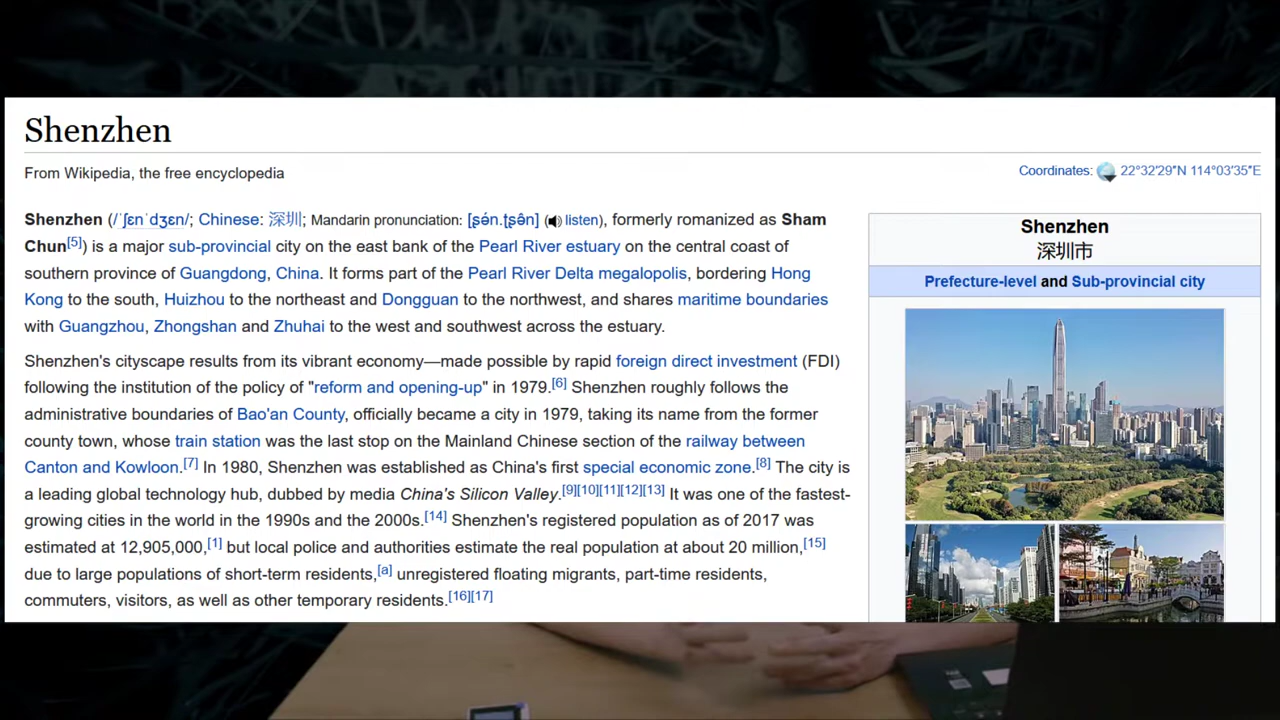 Shenzhen
From Wikipedia, the free encyclopedia
Coordinates: 22°32′29″N 114°03′35″E
Shenzhen (/ˈʃɛnˈdʒɛn/; Chinese: 深圳; Mandarin pronunciation: [ʂə́n.ʈʂə̂n] (listen), formerly romanized as Sham
Chun[5]) is a major sub-provincial city on the east bank of the Pearl River estuary on the central coast of
southern province of Guangdong, China. It forms part of the Pearl River Delta megalopolis, bordering Hong
Kong to the south, Huizhou to the northeast and Dongguan to the northwest, and shares maritime boundaries
with Guangzhou, Zhongshan and Zhuhai to the west and southwest across the estuary.
Shenzhen's cityscape results from its vibrant economy—made possible by rapid foreign direct investment (FDI)
following the institution of the policy of "reform and opening-up" in 1979.[6] Shenzhen roughly follows the
administrative boundaries of Bao'an County, officially became a city in 1979, taking its name from the former
county town, whose train station was the last stop on the Mainland Chinese section of the railway between
Canton and Kowloon.[7] In 1980, Shenzhen was established as China's first special economic zone.[8] The city is
a leading global technology hub, dubbed by media China's Silicon Valley.[9][10][11][12][13] It was one of the fastest-
growing cities in the world in the 1990s and the 2000s.[14] Shenzhen's registered population as of 2017 was
estimated at 12,905,000,[1] but local police and authorities estimate the real population at about 20 million,[15]
due to large populations of short-term residents,[a] unregistered floating migrants, part-time residents,
commuters, visitors, as well as other temporary residents.[16][17]
Shenzhen
深圳市
Prefecture-level and Sub-provincial city